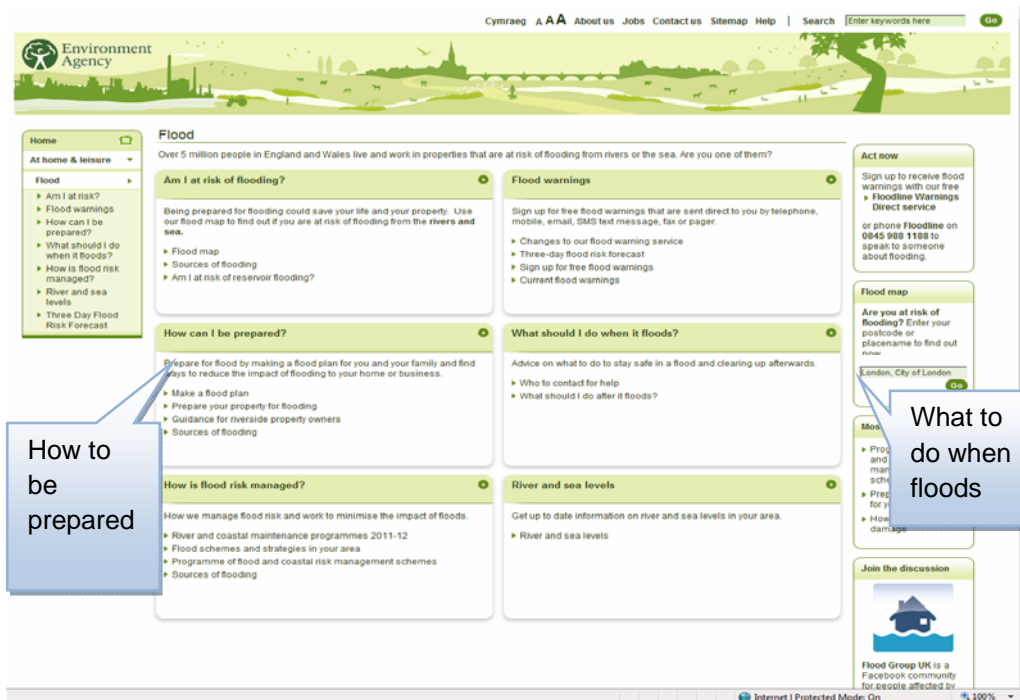 Cymraeg A A A About us Jobs Contact us Sitemap Help | Search Enter keywords here Go
Environment
Agency
Home
At home & leisure
Flood
Am I at risk?
Flood warnings
How can I be
prepared?
What should I do
when it floods?
How is flood risk
managed?
River and sea
levels
Three Day Flood
Risk Forecast
Flood
Over 5 million people in England and Wales live and work in properties that are at risk of flooding from rivers or the sea. Are you one of them?
Am I at risk of flooding?
Being prepared for flooding could save your life and your property. Use
our flood map to find out if you are at risk of flooding from the rivers and
sea.
Flood map
Sources of flooding
Am I at risk of reservoir flooding?
Flood warnings
Sign up for free flood warnings that are sent direct to you by telephone,
mobile, email, SMS text message, fax or pager.
Changes to our flood warning service
Three-day flood risk forecast
Sign up for free flood warnings
Current flood warnings
How can I be prepared?
Prepare for flood by making a flood plan for you and your family and find
ways to reduce the impact of flooding to your home or business.
Make a flood plan
Prepare your property for flooding
Guidance for riverside property owners
Sources of flooding
What should I do when it floods?
Advice on what to do to stay safe in a flood and clearing up afterwards.
Who to contact for help
What should I do after it floods?
How is flood risk managed?
How we manage flood risk and work to minimise the impact of floods.
River and coastal maintenance programmes 2011-12
Flood schemes and strategies in your area
Programme of flood and coastal risk management schemes
Sources of flooding
River and sea levels
Get up to date information on river and sea levels in your area.
River and sea levels
Act now
Sign up to receive flood
warnings with our free
Floodline Warnings
Direct service
or phone Floodline on
0845 988 1188 to
speak to someone
about flooding.
Flood map
Are you at risk of
flooding? Enter your
postcode or
placename to find out
now
London, City of London
Go
and
for
How
damage
Join the discussion
Flood Group UK is a
Facebook community
for people affected by
How to
be
prepared
What to
do when
floods
Internet | Protected Mode: On 100%